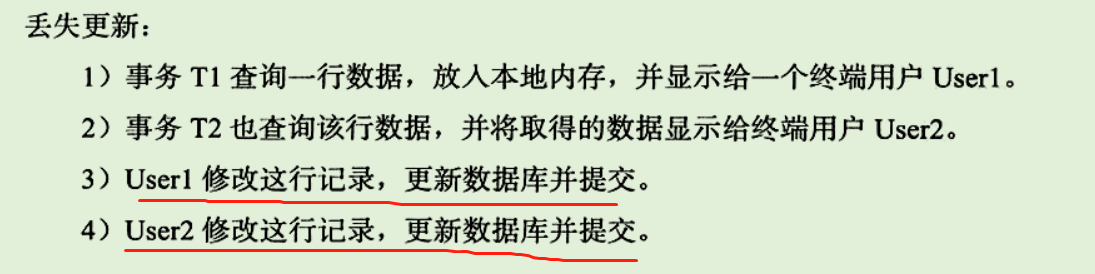 丢失更新：
1）事务 T1 查询一行数据，放入本地内存，并显示给一个终端用户 User1。
2）事务 T2 也查询该行数据，并将取得的数据显示给终端用户 User2。
3）User1 修改这行记录，更新数据库并提交。
4）User2 修改这行记录，更新数据库并提交。